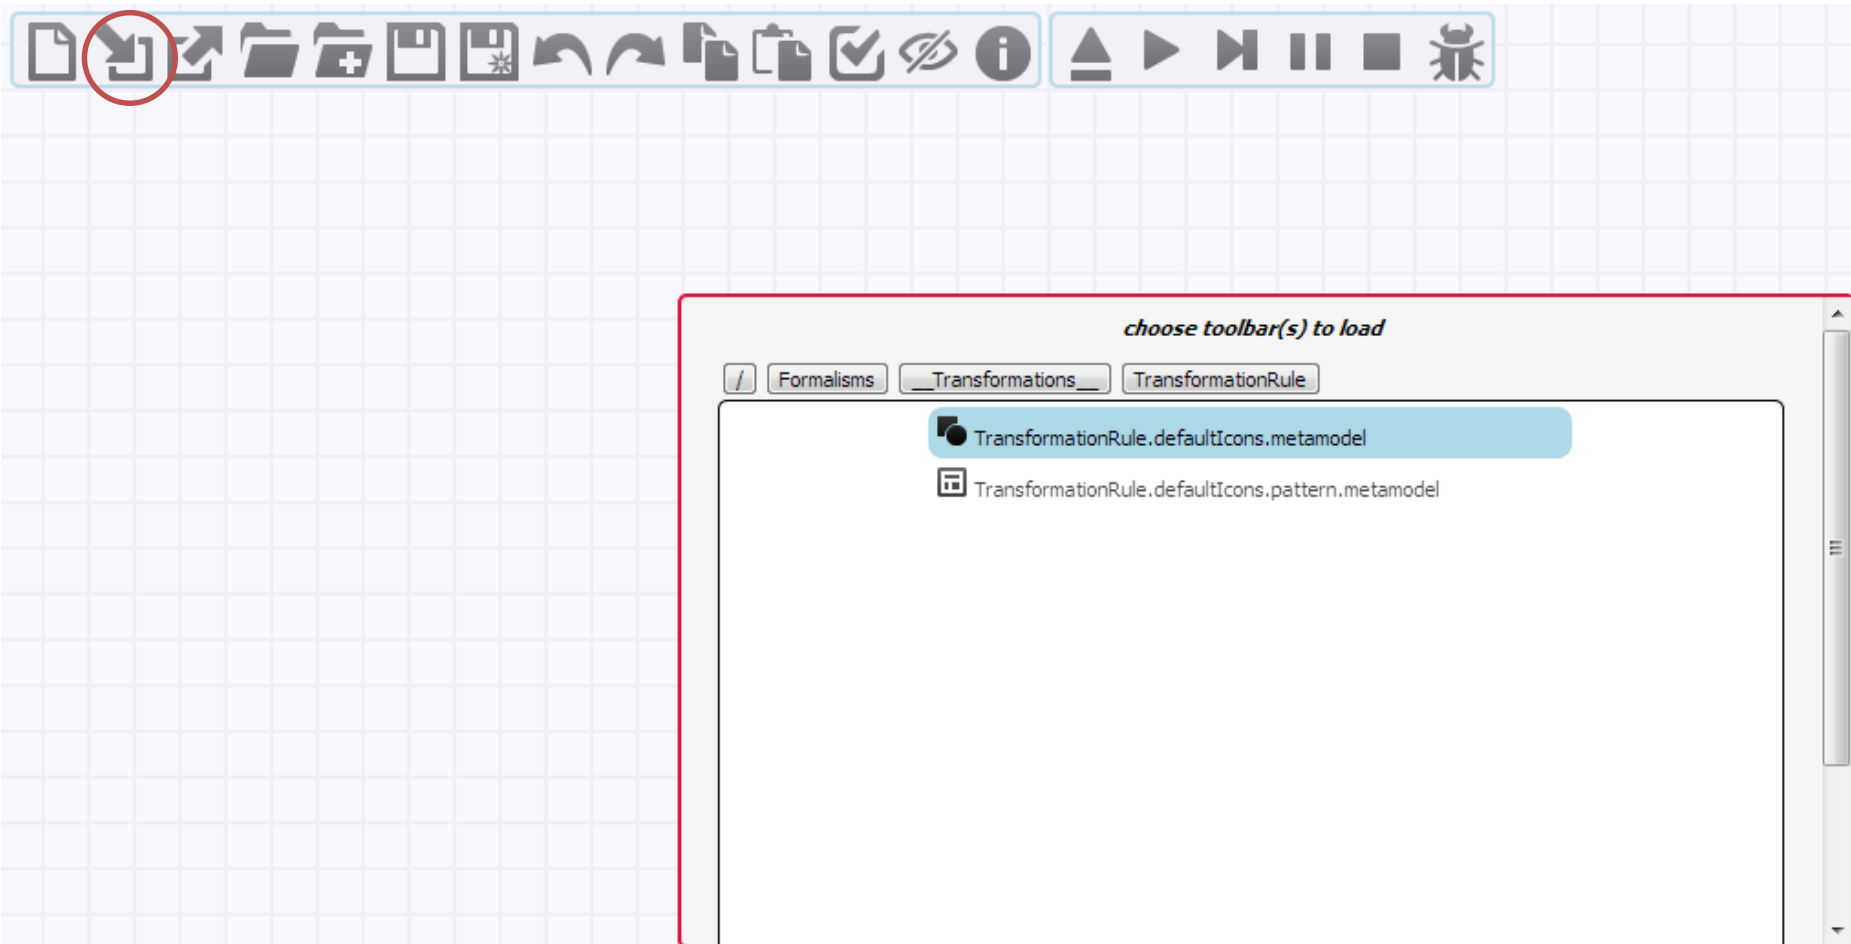 choose toolbar(s) to load
/ Formalisms __Transformations__ TransformationRule
TransformationRule.defaultIcons.metamodel
TransformationRule.defaultIcons.pattern.metamodel